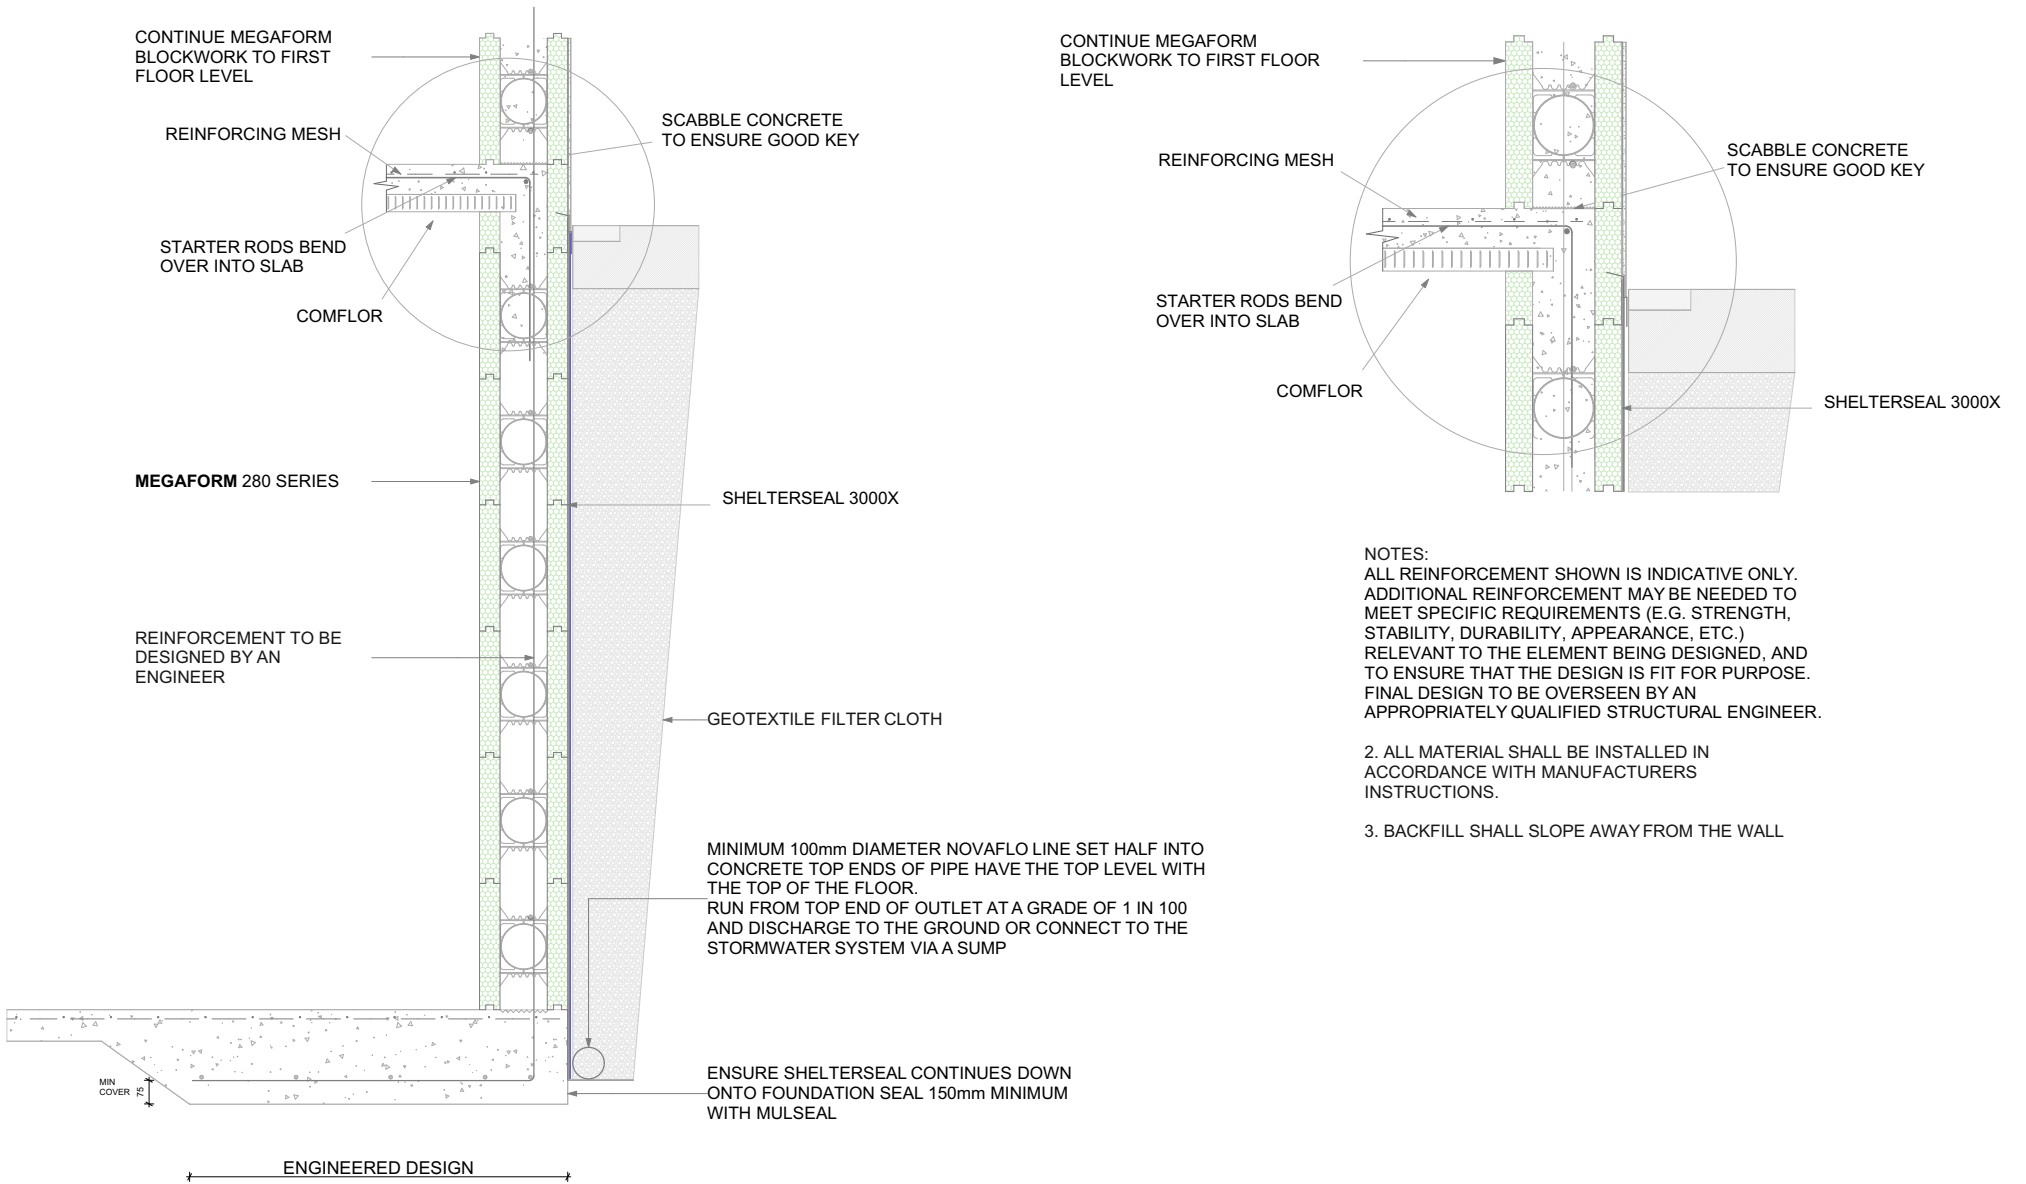 CONTINUE MEGAFORM
BLOCKWORK TO FIRST
FLOOR LEVEL
REINFORCING MESH
SCABBLE CONCRETE
TO ENSURE GOOD KEY
STARTER RODS BEND
OVER INTO SLAB
COMFLOR
MEGAFORM 280 SERIES
SHELTERSEAL 3000X
REINFORCEMENT TO BE
DESIGNED BY AN
ENGINEER
GEOTEXTILE FILTER CLOTH
MINIMUM 100mm DIAMETER NOVAFLO LINE SET HALF INTO
CONCRETE TOP ENDS OF PIPE HAVE THE TOP LEVEL WITH
THE TOP OF THE FLOOR.
RUN FROM TOP END OF OUTLET AT A GRADE OF 1 IN 100
AND DISCHARGE TO THE GROUND OR CONNECT TO THE
STORMWATER SYSTEM VIA A SUMP
MIN
COVER
75
ENSURE SHELTERSEAL CONTINUES DOWN
ONTO FOUNDATION SEAL 150mm MINIMUM
WITH MULSEAL
ENGINEERED DESIGN
CONTINUE MEGAFORM
BLOCKWORK TO FIRST FLOOR
LEVEL
REINFORCING MESH
SCABBLE CONCRETE
TO ENSURE GOOD KEY
STARTER RODS BEND
OVER INTO SLAB
COMFLOR
SHELTERSEAL 3000X
NOTES:
ALL REINFORCEMENT SHOWN IS INDICATIVE ONLY.
ADDITIONAL REINFORCEMENT MAY BE NEEDED TO
MEET SPECIFIC REQUIREMENTS (E.G. STRENGTH,
STABILITY, DURABILITY, APPEARANCE, ETC.)
RELEVANT TO THE ELEMENT BEING DESIGNED, AND
TO ENSURE THAT THE DESIGN IS FIT FOR PURPOSE.
FINAL DESIGN TO BE OVERSEEN BY AN
APPROPRIATELY QUALIFIED STRUCTURAL ENGINEER.
2. ALL MATERIAL SHALL BE INSTALLED IN
ACCORDANCE WITH MANUFACTURERS
INSTRUCTIONS.
3. BACKFILL SHALL SLOPE AWAY FROM THE WALL